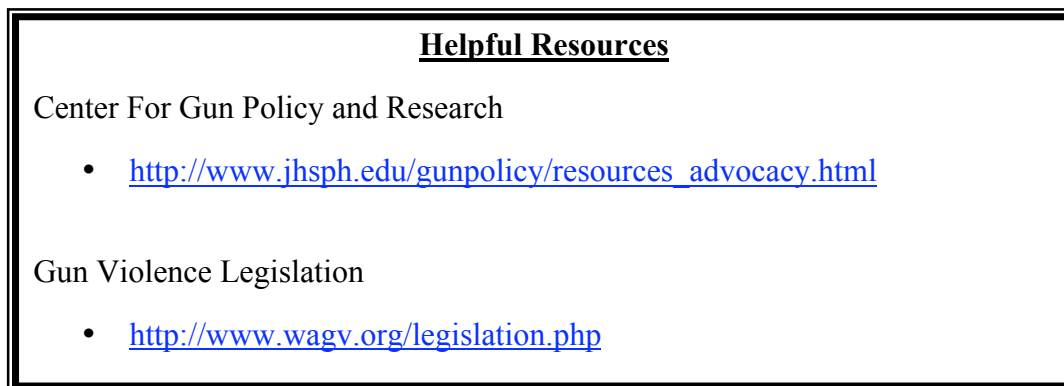 Helpful Resources
Center For Gun Policy and Research
• http://www.jhsph.edu/gunpolicy/resources_advocacy.html
Gun Violence Legislation
• http://www.wagv.org/legislation.php